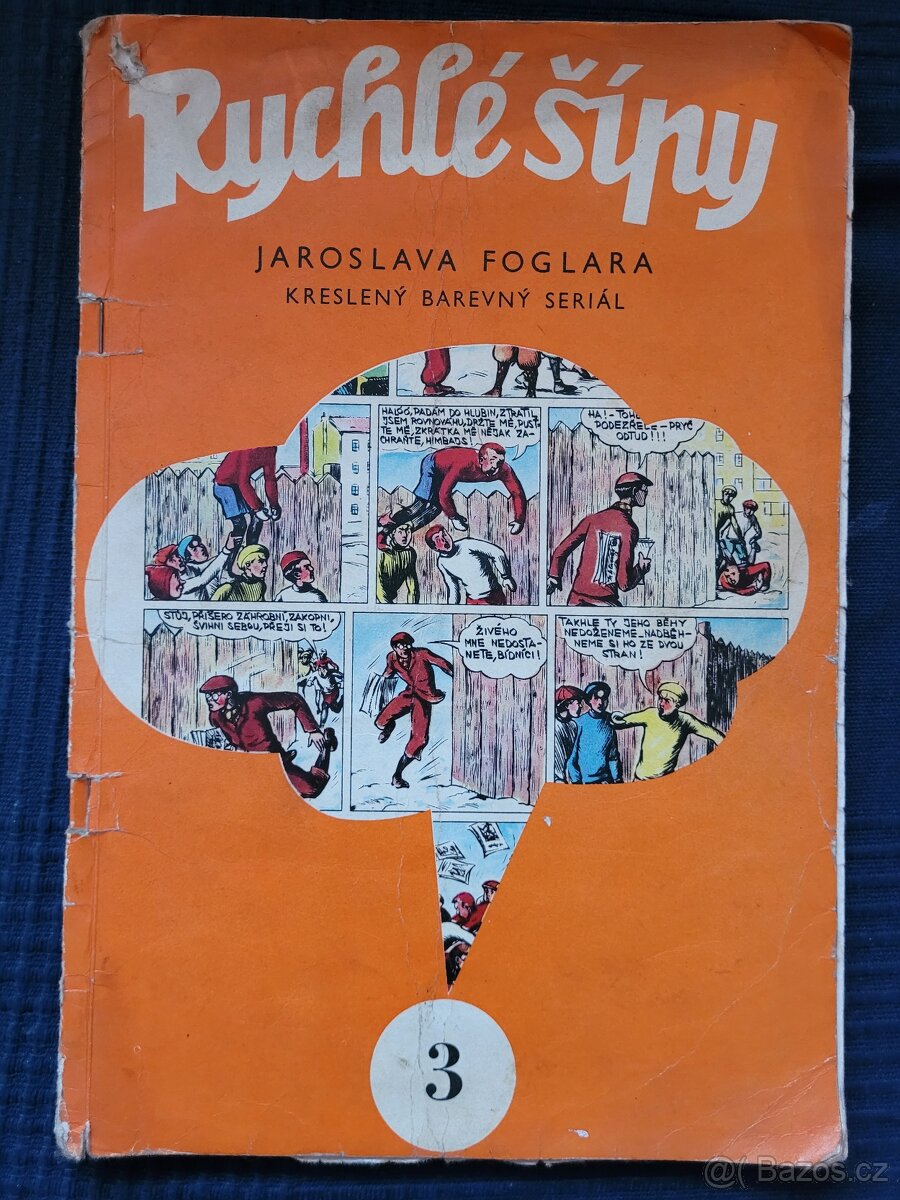 Rychlé šípy
JAROSLAVA FOGLARA
KRESLENÝ BAREVNÝ SERIÁL
HALÓ, PADÁM DO HLUBIN, ZTRATIL
JSEM ROVNOVÁHU, DRŽTE MĚ, PUSŤ-
TE MĚ, ZKRÁTKA MĚ NĚJAK ZA-
CHRAŇTE, HIMBAJS!
HA! - TOHL
PODEZŘELÉ - PRYČ
ODTUD!!!
STŮJ, PŘÍŠERO ZÁHROBNÍ, ZAKOPNI,
ŠVIHNI SEBOU, PŘEJI SI TO!
ŽIVÉHO
MNE NEDOSTA-
NETE, BÍDNÍCI!
TAKHLE TY JEHO BĚHY
NEDOŽENEME - NADBĚH-
NEME SI HO ZE DVOU
STRAN!
3
@( Bazos.cz